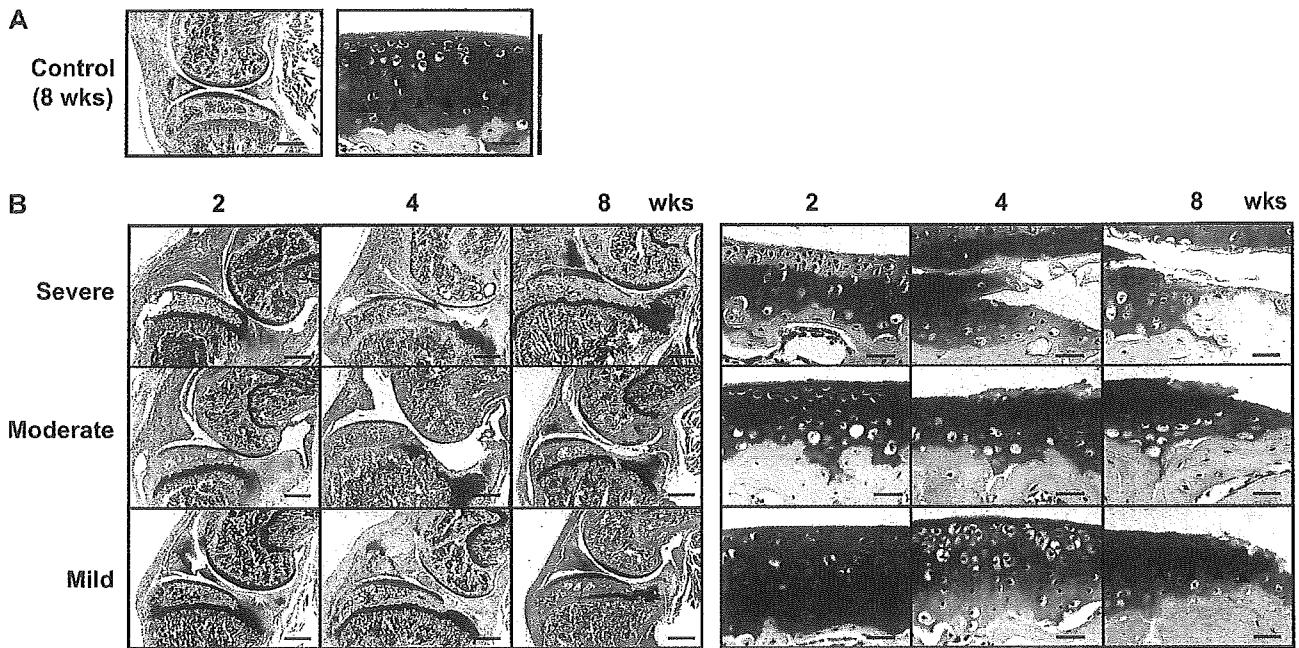 A
Control
(8 wks)
B
2 4 8 wks 2 4 8 wks
Severe
Moderate
Mild